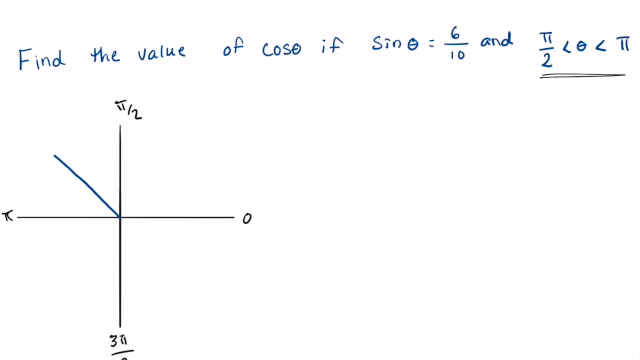 Find the value of cosθ if sinθ = 6/10 and π/2 < θ < π
π/2
π
0
3π